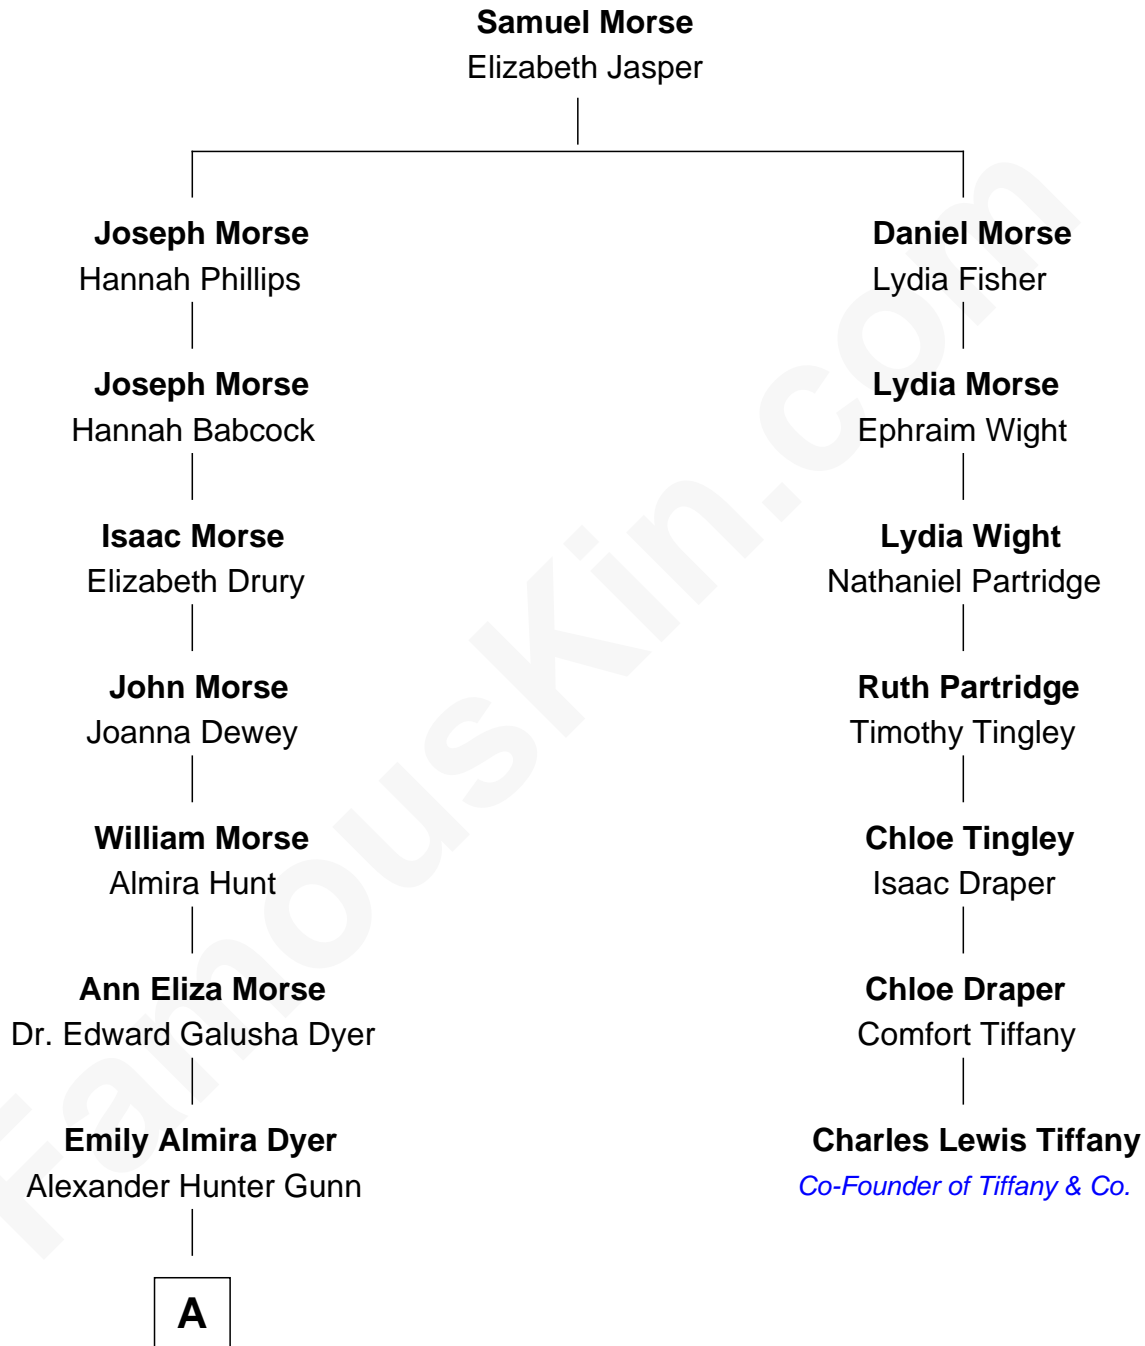 Samuel Morse
Elizabeth Jasper
Joseph Morse
Hannah Phillips
Daniel Morse
Lydia Fisher
Joseph Morse
Hannah Babcock
Lydia Morse
Ephraim Wight
Isaac Morse
Elizabeth Drury
Lydia Wight
Nathaniel Partridge
John Morse
Joanna Dewey
Ruth Partridge
Timothy Tingley
William Morse
Almira Hunt
Chloe Tingley
Isaac Draper
Ann Eliza Morse
Dr. Edward Galusha Dyer
Chloe Draper
Comfort Tiffany
Emily Almira Dyer
Alexander Hunter Gunn
Charles Lewis Tiffany
Co-Founder of Tiffany & Co.
A
FamousKin.com